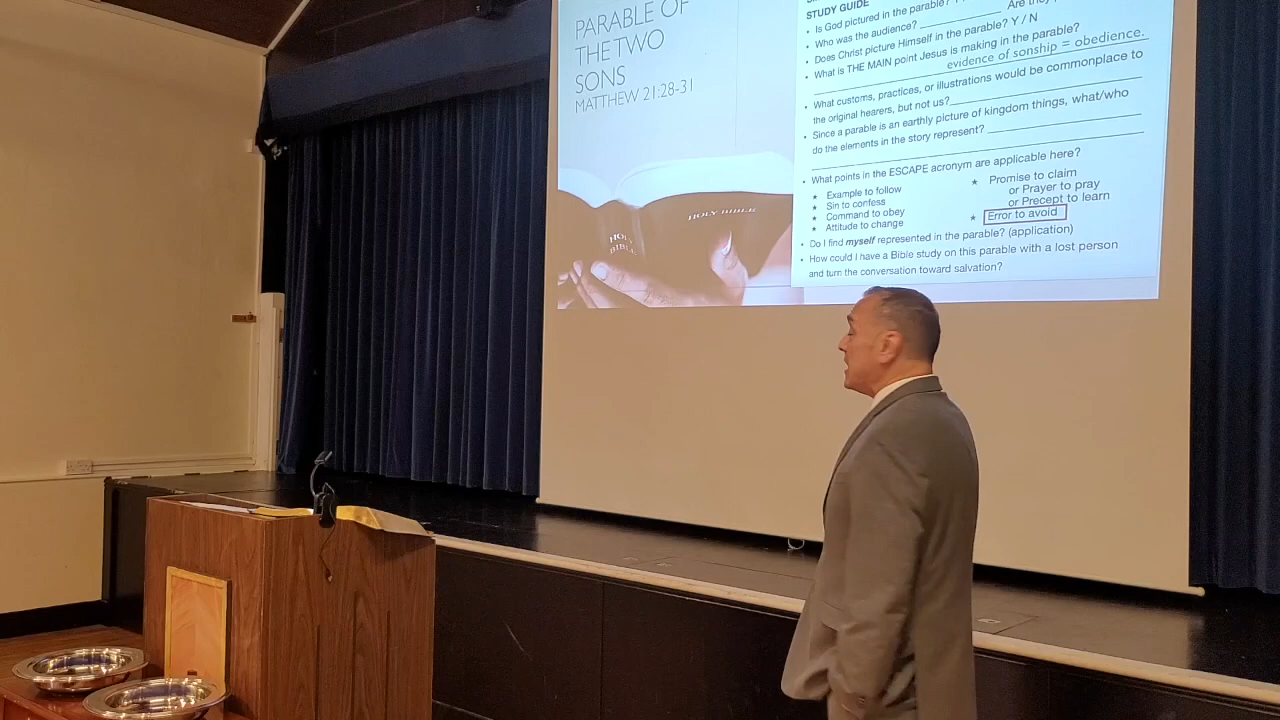 PARABLE OF
THE TWO
SONS
MATTHEW 21:28-31
HOLY BIBLE
HOLY
BIBLE
STUDY GUIDE
• Is God pictured in the parable?
• Who was the audience? ____________ Are they
• Does Christ picture Himself in the parable? Y / N
• What is THE MAIN point Jesus is making in the parable?
evidence of sonship = obedience.
• What customs, practices, or illustrations would be commonplace to
the original hearers, but not us?____________
• Since a parable is an earthly picture of kingdom things, what/who
do the elements in the story represent? ____________
• What points in the ESCAPE acronym are applicable here?
★ Example to follow
★ Sin to confess
★ Command to obey
★ Attitude to change
★ Promise to claim
or Prayer to pray
or Precept to learn
★ Error to avoid
• Do I find myself represented in the parable? (application)
• How could I have a Bible study on this parable with a lost person
and turn the conversation toward salvation?